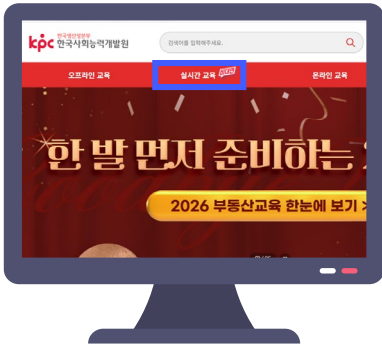 한국생산성본부
kpc 한국사회능력개발원
검색어를 입력해주세요.
오프라인 교육
실시간 교육
온라인 교육
한 발 먼저 준비하는
2026 부동산교육 한눈에 보기 >